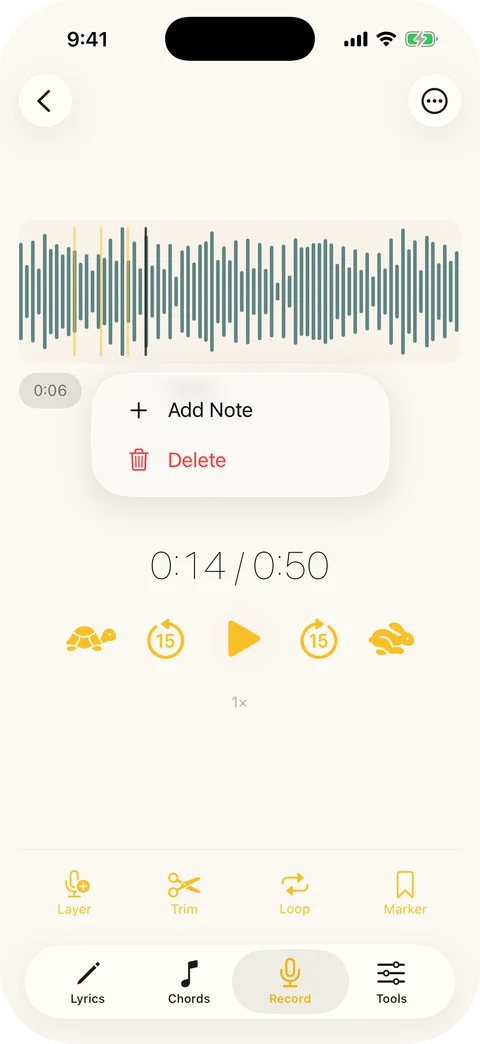 9:41
0:06
Add Note
Delete
0:14 / 0:50
15
15
1×
Layer
Trim
Loop
Marker
Lyrics
Chords
Record
Tools